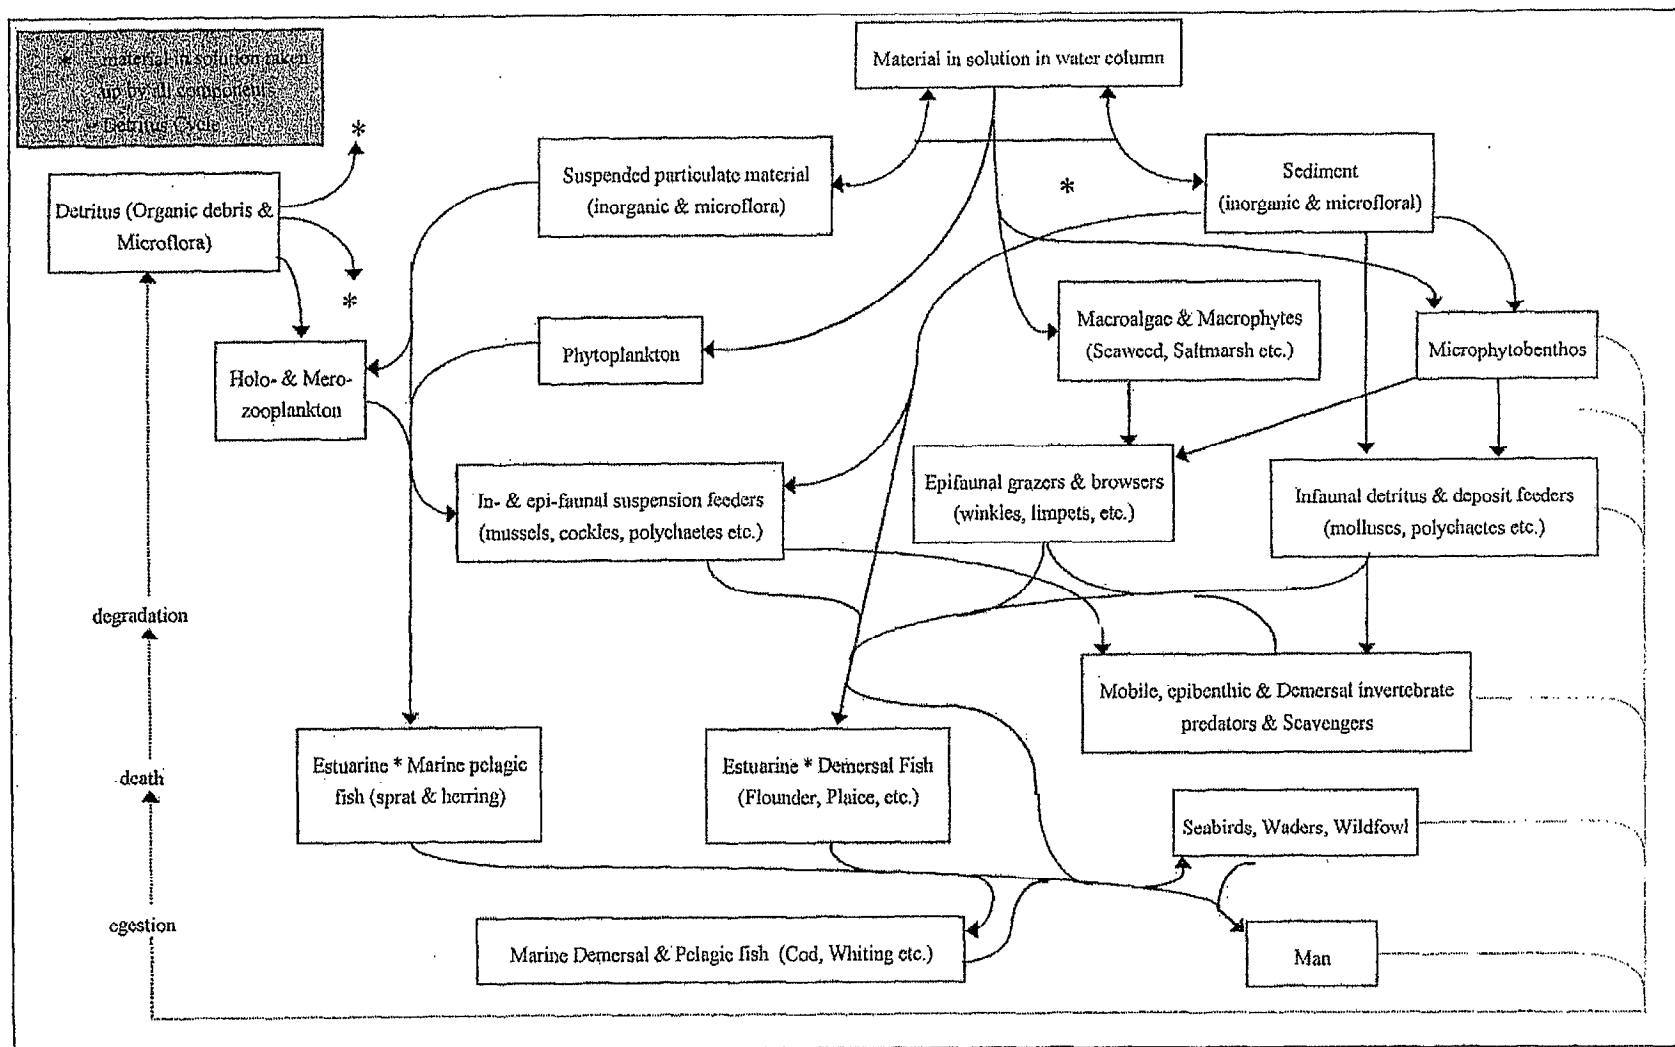 Material in solution in water column
* material in solution taken
up by all components
Detritus Cycle
*
Suspended particulate material
(inorganic & microflora)
Sediment
(inorganic & microfloral)
*
Detritus (Organic debris &
Microflora)
*
Macroalgae & Macrophytes
(Seaweed, Saltmarsh etc.)
Phytoplankton
Microphytobenthos
Holo- & Mero-
zooplankton
In- & epi-faunal suspension feeders
(mussels, cockles, polychaetes etc.)
Epifaunal grazers & browsers
(winkles, limpets, etc.)
Infaunal detritus & deposit feeders
(molluscs, polychaetes etc.)
degradation
Mobile, epibenthic & Demersal invertebrate
predators & Scavengers
Estuarine * Marine pelagic
fish (sprat & herring)
Estuarine * Demersal Fish
(Flounder, Plaice, etc.)
death
Seabirds, Waders, Wildfowl
egestion
Marine Demersal & Pelagic fish (Cod, Whiting etc.)
Man